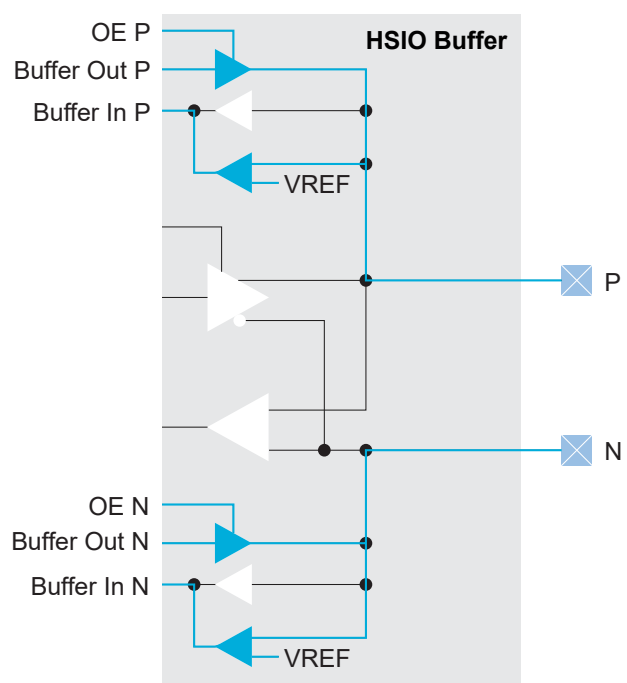 OE P
HSIO Buffer
Buffer Out P
Buffer In P
VREF
P
N
OE N
Buffer Out N
Buffer In N
VREF